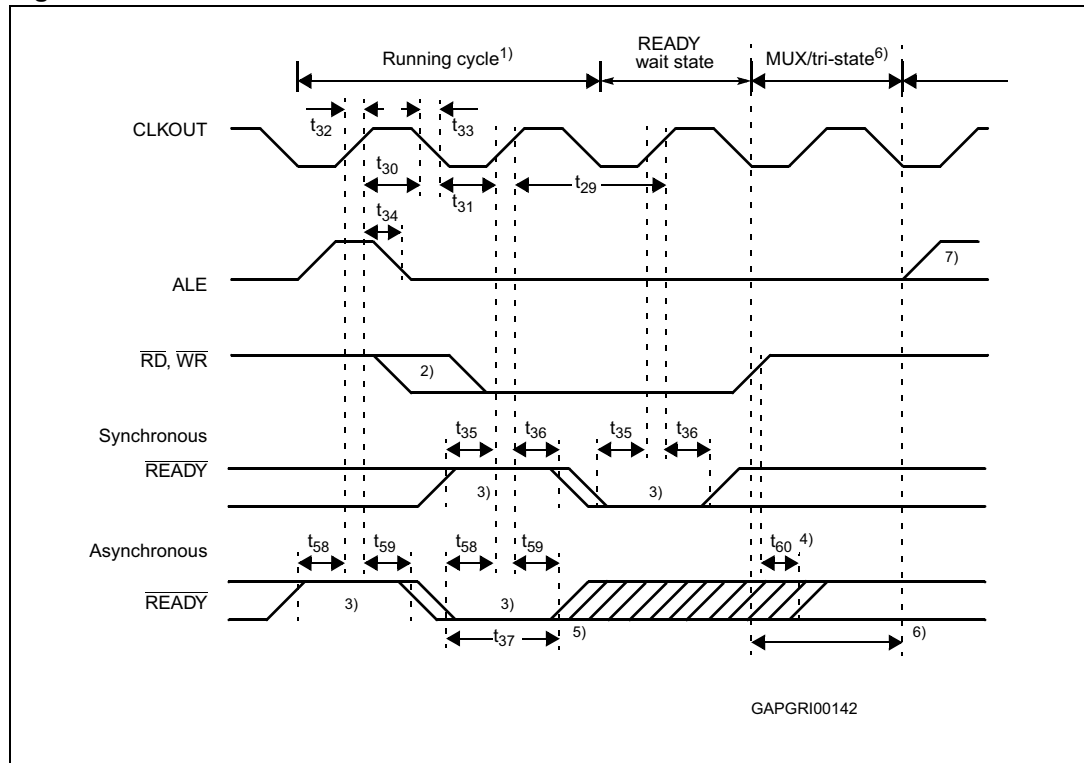 Running cycle1)
READY
wait state
MUX/tri-state6)
CLKOUT
t32
t33
t30
t31
t29
t34
ALE
7)
RD, WR
2)
Synchronous
READY
t35
t36
t35
t36
3)
3)
Asynchronous
READY
t58
t59
t58
t59
t60 4)
3)
3)
t37
5)
6)
GAPGRI00142